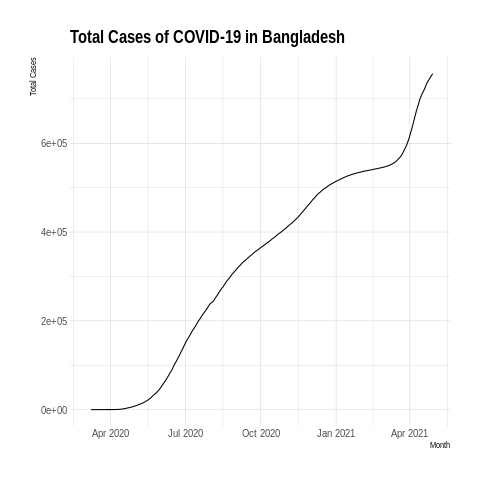 Total Cases of COVID-19 in Bangladesh
Total Cases
6e+05
4e+05
2e+05
0e+00
Apr 2020 Jul 2020 Oct 2020 Jan 2021 Apr 2021
Month